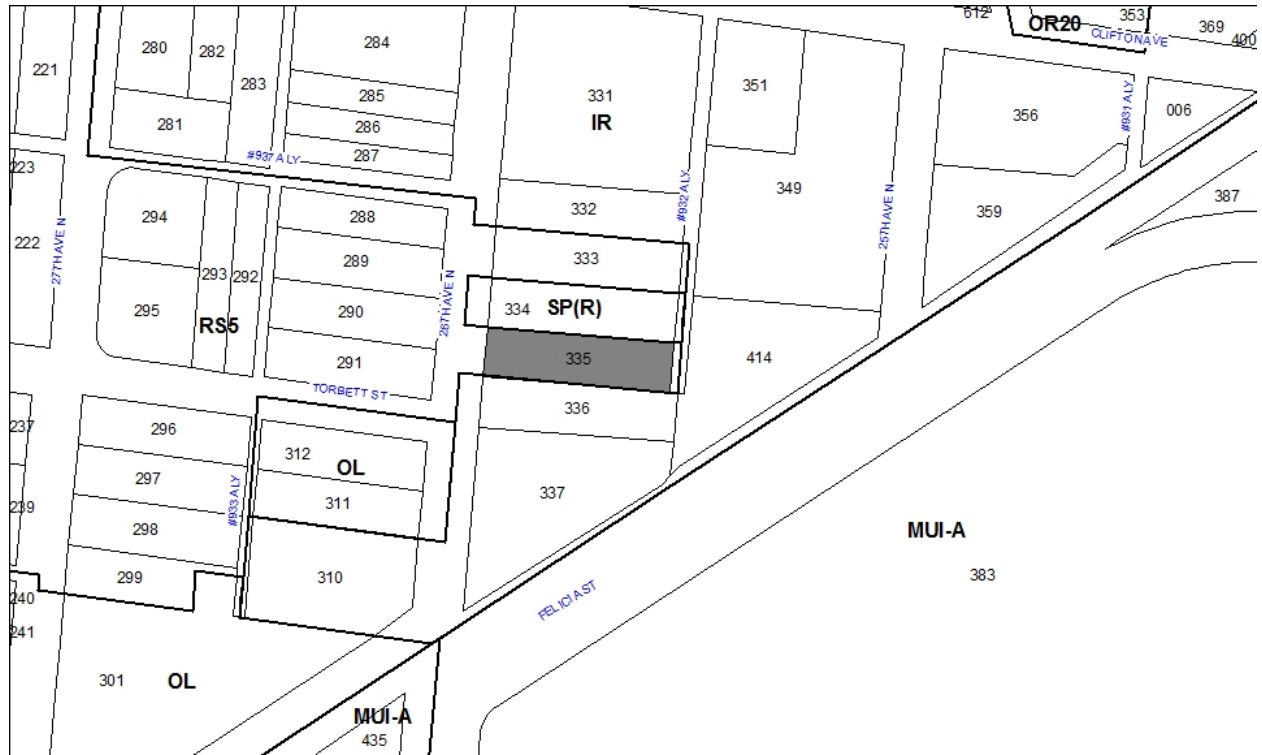 612
353
OR20
369
CLIFTON AVE
400
280
282
284
221
283
351
331
IR
285
286
281
287
#937 ALY
356
#931 ALY
006
223
222
27TH AVE N
294
293
292
295
RS5
288
289
290
291
26TH AVE N
332
#932 ALY
333
334
SP(R)
335
336
337
349
25TH AVE N
359
387
414
TORBETT ST
237
296
312
OL
297
311
#933 ALY
239
298
299
310
240
241
301
OL
FELICIA ST
MUI-A
383
MUI-A
435